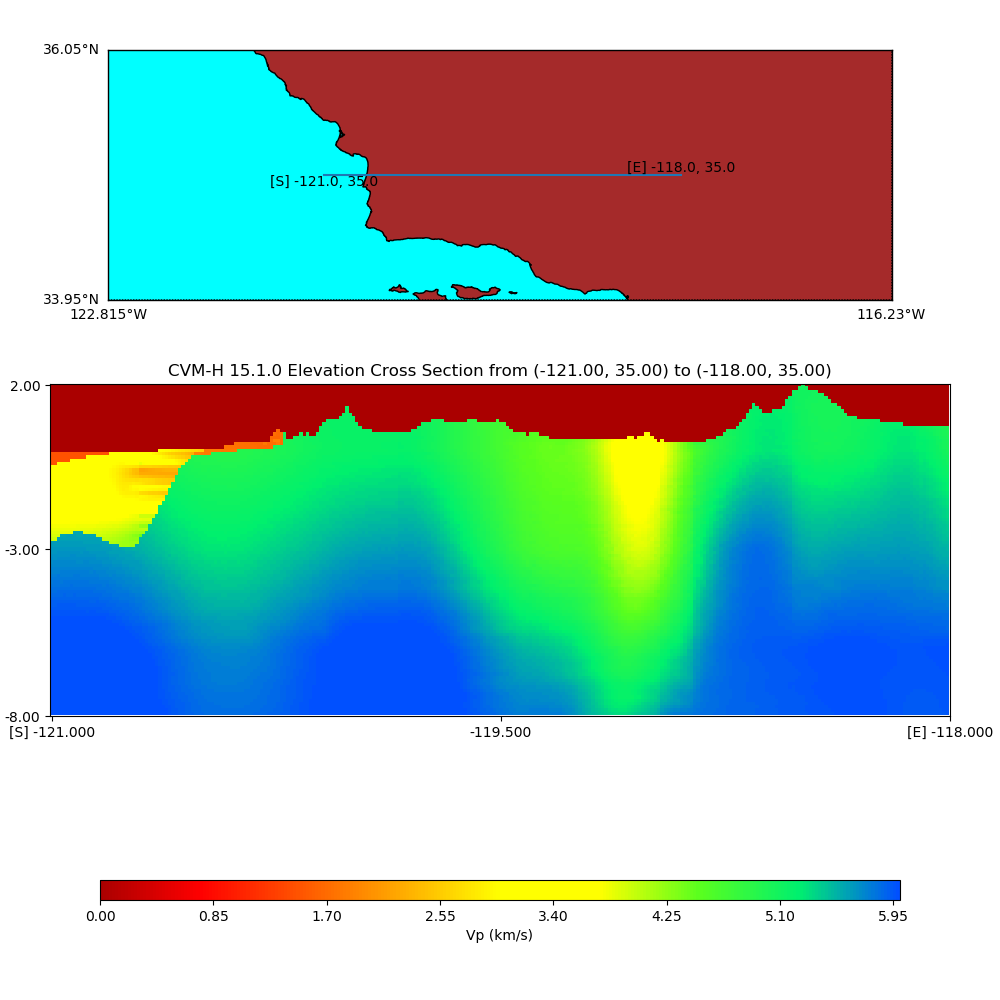 36.05°N
[E] -118.0, 35.0
[S] -121.0, 35.0
33.95°N
122.815°W 116.23°W
CVM-H 15.1.0 Elevation Cross Section from (-121.00, 35.00) to (-118.00, 35.00)
2.00
-3.00
-8.00
[S] -121.000 -119.500 [E] -118.000
0.00 0.85 1.70 2.55 3.40 4.25 5.10 5.95
Vp (km/s)